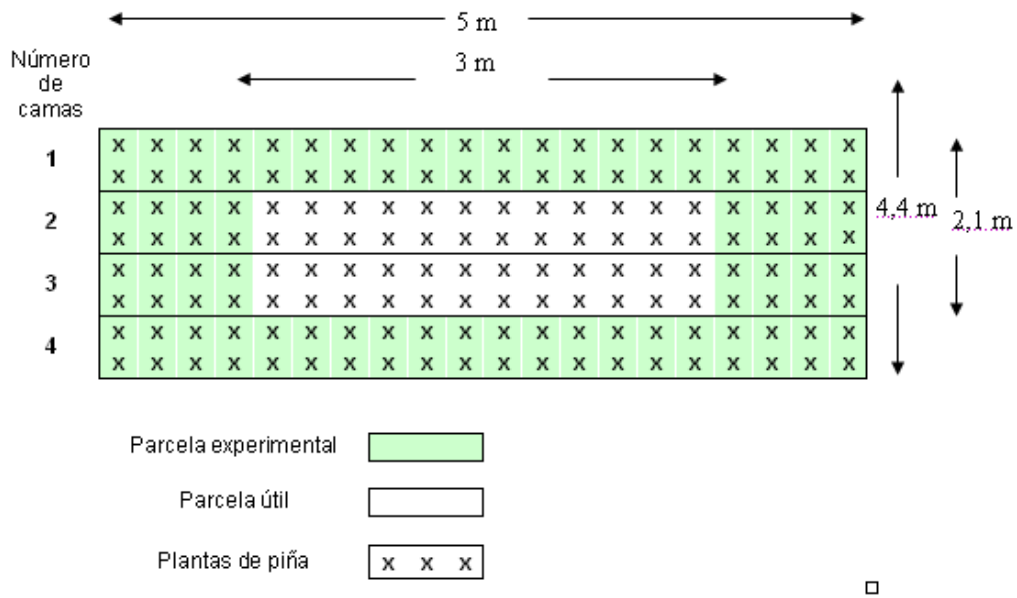 5 m
3 m
Número
de
camas
x x x x x x x x x x x x x x x x x x x x
1
x x x x x x x x x x x x x x x x x x x x
x x x x x x x x x x x x x x x x x x x x
2
4,4 m
2,1 m
x x x x x x x x x x x x x x x x x x x x
x x x x x x x x x x x x x x x x x x x x
3
x x x x x x x x x x x x x x x x x x x x
x x x x x x x x x x x x x x x x x x x x
4
x x x x x x x x x x x x x x x x x x x x
Parcela experimental
Parcela útil
Plantas de piña
x x x